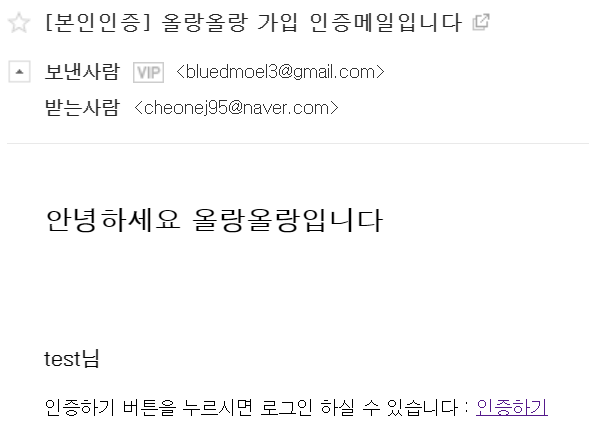 [본인인증] 올랑올랑 가입 인증메일입니다
보낸사람 VIP <bluedmoel3@gmail.com>
받는사람 <cheonej95@naver.com>
안녕하세요 올랑올랑입니다
test님
인증하기 버튼을 누르시면 로그인 하실 수 있습니다 : 인증하기